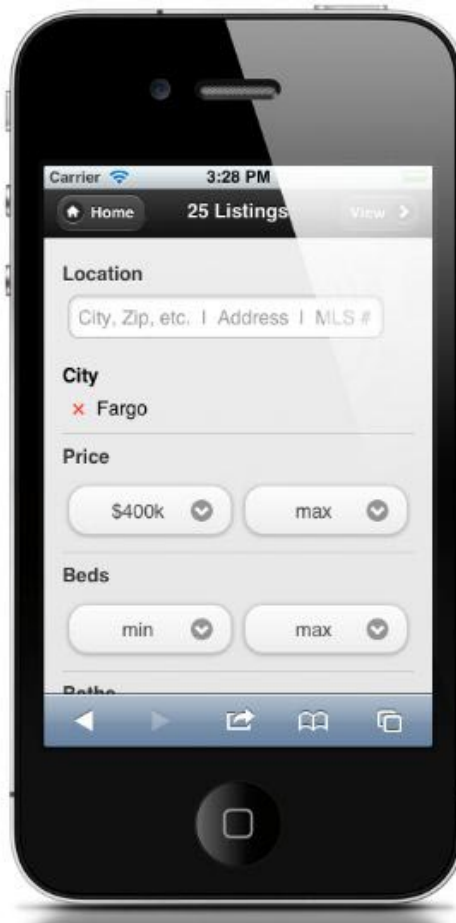 Carrier 3:28 PM
Home 25 Listings View
Location
City, Zip, etc. I Address I MLS #
City
× Fargo
Price
$400k max
Beds
min max
Baths